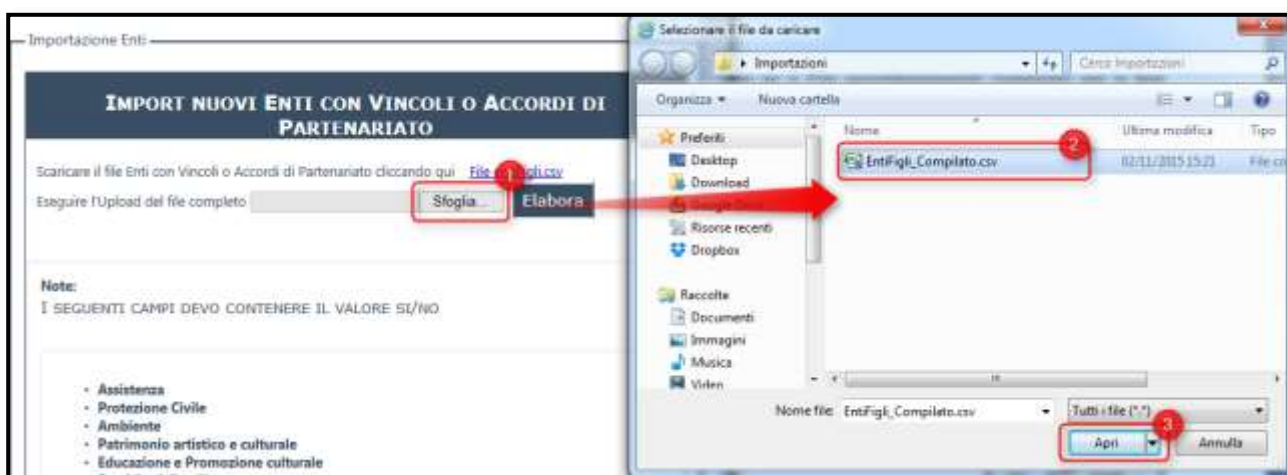 Importazione Enti
IMPORT NUOVI ENTI CON VINCOLI O ACCORDI DI
PARTENARIATO
Scaricare il file Enti con Vincoli o Accordi di Partenariato cliccando qui File
1
Eseguire l'Upload del file completo Sfoglia... Elabora
Note:
I SEGUENTI CAMPI DEVO CONTENERE IL VALORE SI/NO
Assistenza
Protezione Civile
Ambiente
Patrimonio artistico e culturale
Educazione e Promozione culturale
Selezionare il file da caricare
Importazioni
Cerca Importazioni
Organizza Nuova cartella
Nome Ultima modifica Tipo
2
EntiFigli_Compilato.csv 02/11/2015 15:21 File
Preferiti
Desktop
Download
Risorse recenti
Dropbox
Raccolte
Documenti
Immagini
Musica
Video
Nome file: EntiFigli_Compilato.csv Tutti i file (*.*)
3
Apri Annulla